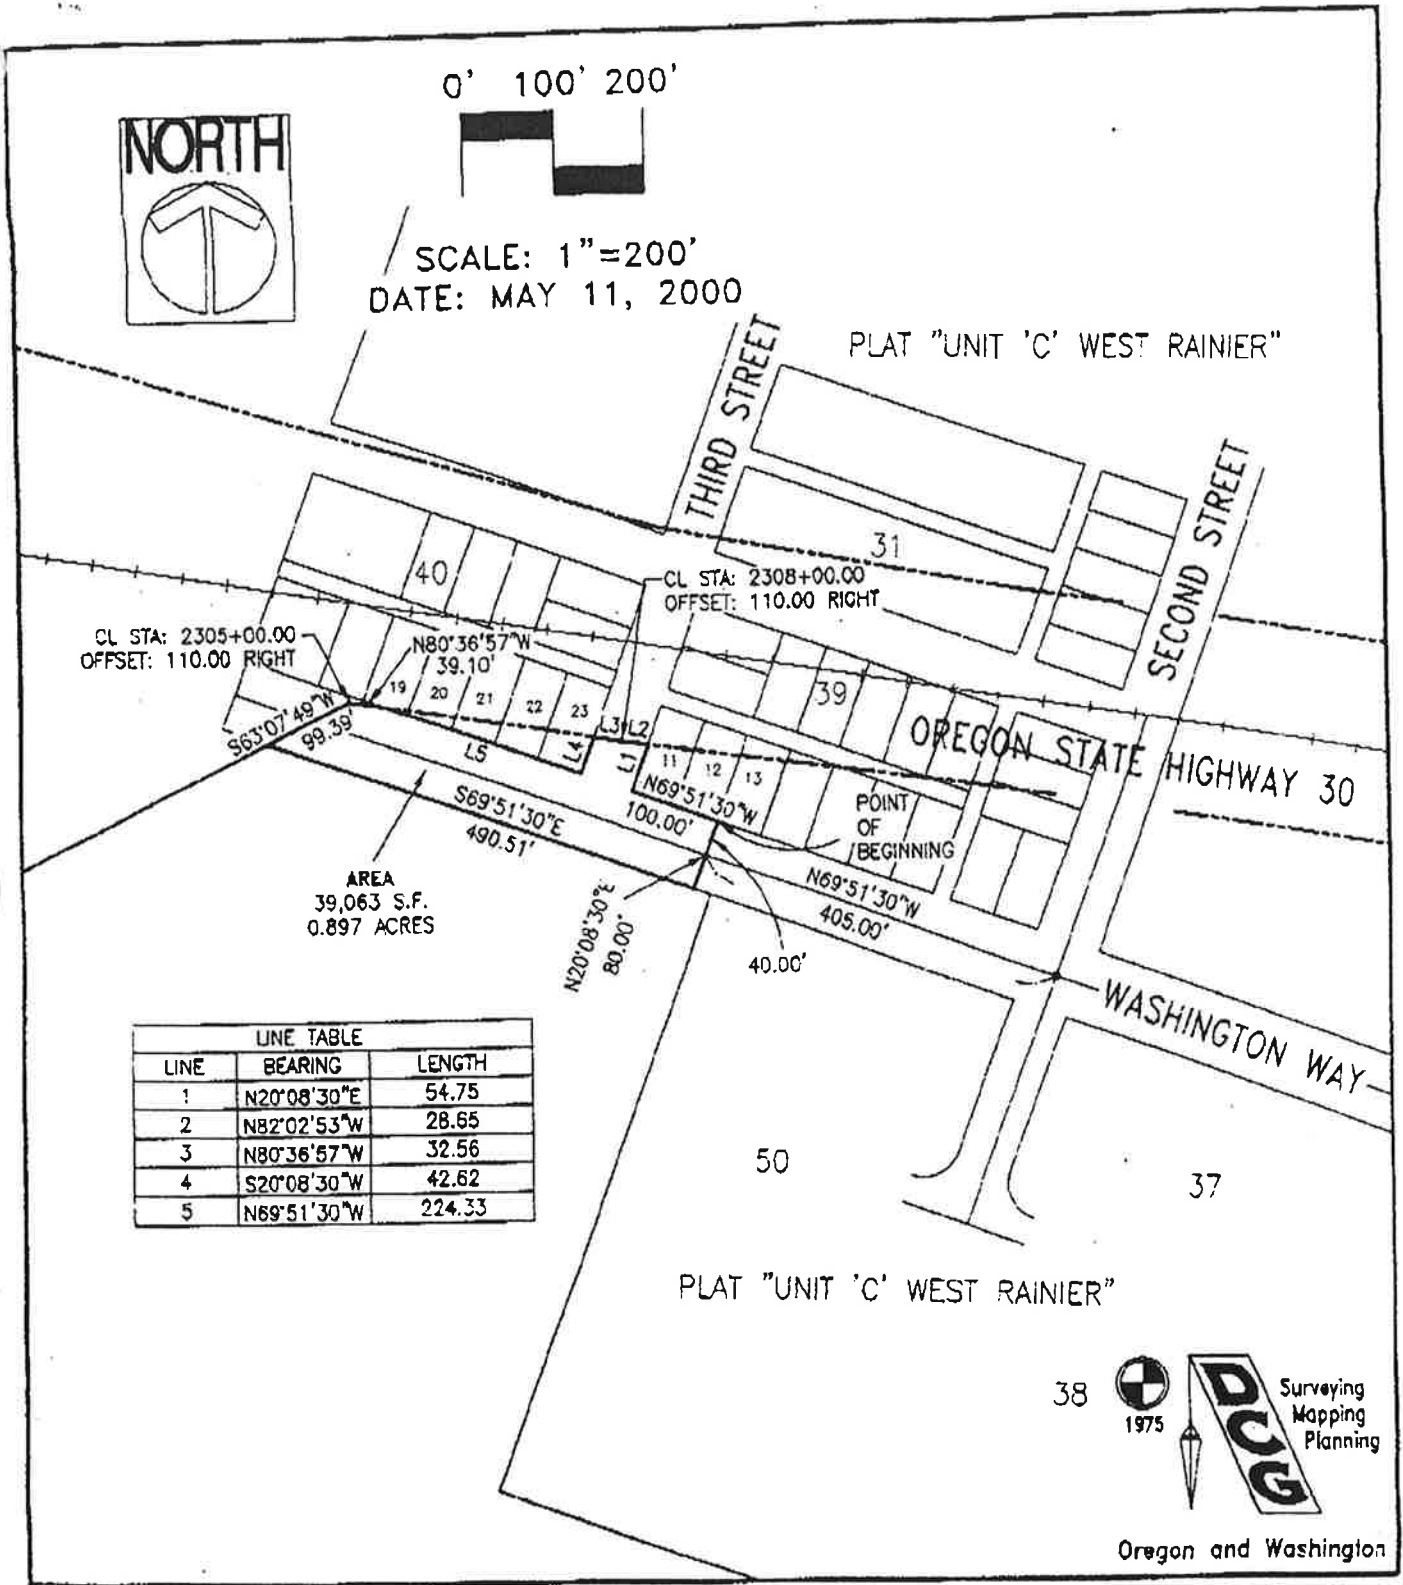 0' 100' 200'
NORTH
SCALE: 1"=200'
DATE: MAY 11, 2000
PLAT "UNIT 'C' WEST RAINIER"
THIRD STREET
SECOND STREET
31
40
CL STA: 2308+00.00
OFFSET: 110.00 RIGHT
CL STA: 2305+00.00
OFFSET: 110.00 RIGHT
N80°36'57"W
39.10'
19
20
21
22
23
39
OREGON STATE HIGHWAY 30
S63°07'49"W
99.39'
L5
L4
L3
L2
L1
11
12
13
N69°51'30"W
100.00'
POINT
OF
BEGINNING
S69°51'30"E
490.51'
N69°51'30"W
405.00'
AREA
39,063 S.F.
0.897 ACRES
N20°08'30"E
80.00'
40.00'
WASHINGTON WAY
LINE TABLE
LINE BEARING LENGTH
1 N20°08'30"E 54.75
2 N82°02'53"W 28.65
3 N80°36'57"W 32.56
4 S20°08'30"W 42.62
5 N69°51'30"W 224.33
50
37
PLAT "UNIT 'C' WEST RAINIER"
38
1975
DCG
Surveying
Mapping
Planning
Oregon and Washington